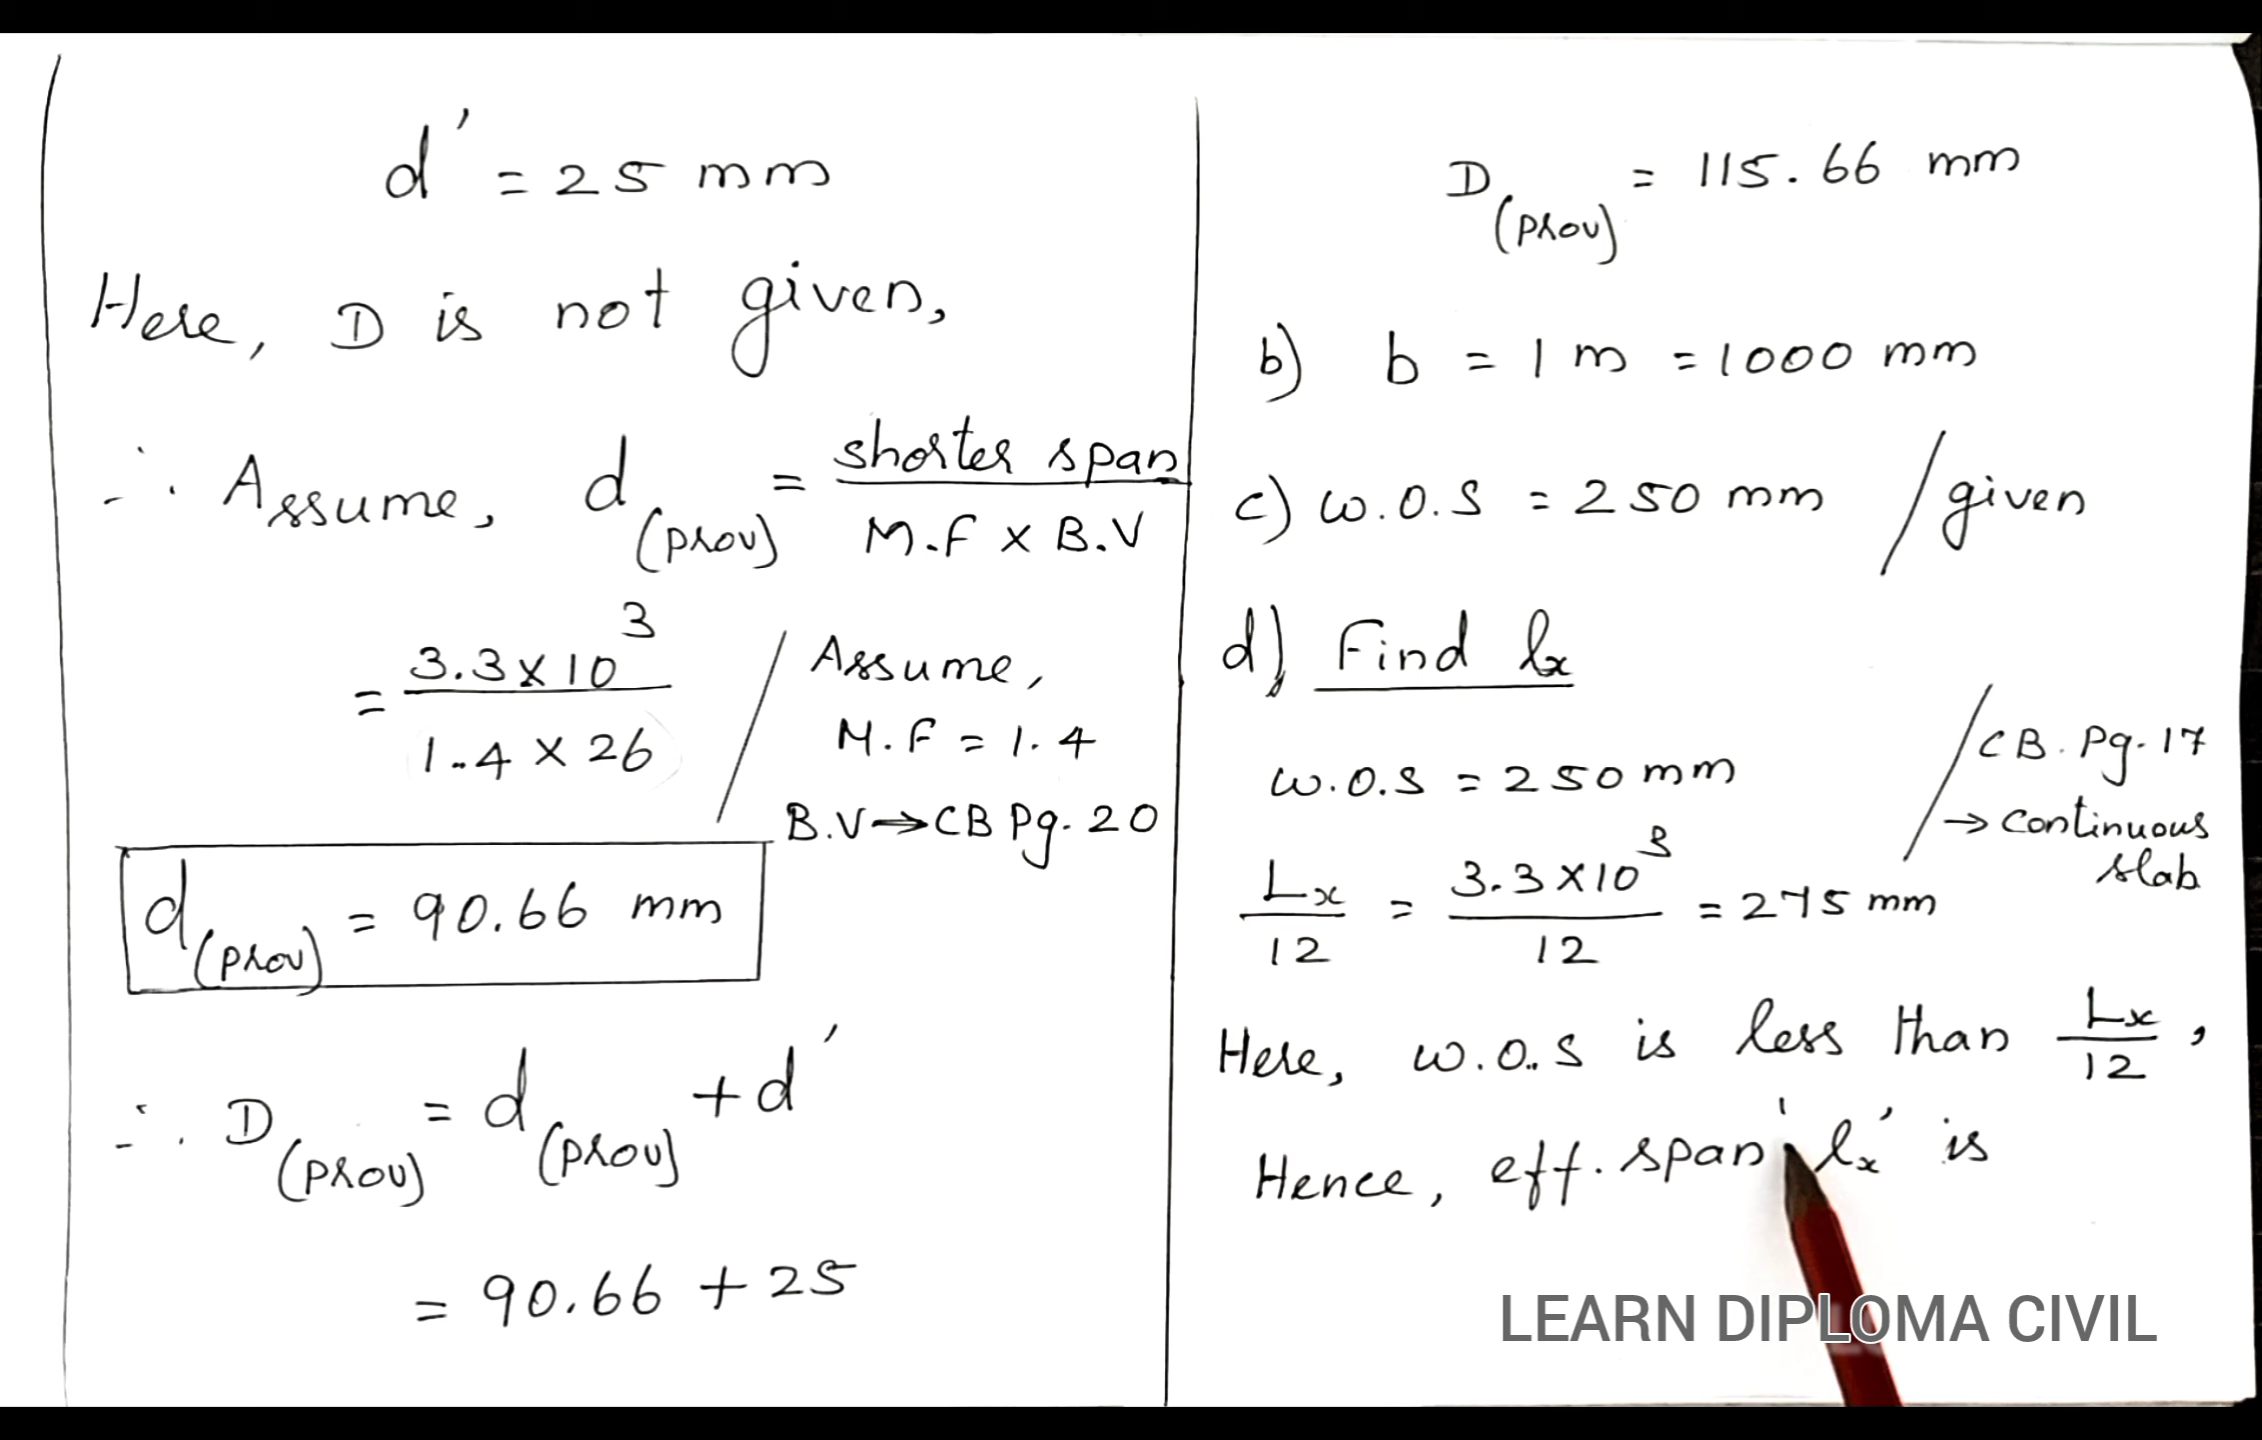 d' = 25 mm
Here, D is not given,
∴ Assume, d(prov) = shorter span / M.F x B.V
= 3.3 x 10³ / 1.4 x 26
Assume,
M.F = 1.4
B.V → CB Pg. 20
d(prov) = 90.66 mm
∴ D(prov) = d(prov) + d'
= 90.66 + 25
D(prov) = 115.66 mm
b) b = 1 m = 1000 mm
c) w.o.s = 250 mm / given
d) Find lx
w.o.s = 250 mm
CB. Pg. 17
→ continuous
slab
Lx / 12 = 3.3 x 10³ / 12 = 275 mm
Here, w.o.s is less than Lx / 12 ,
Hence, eff. span 'lx' is
LEARN DIPLOMA CIVIL